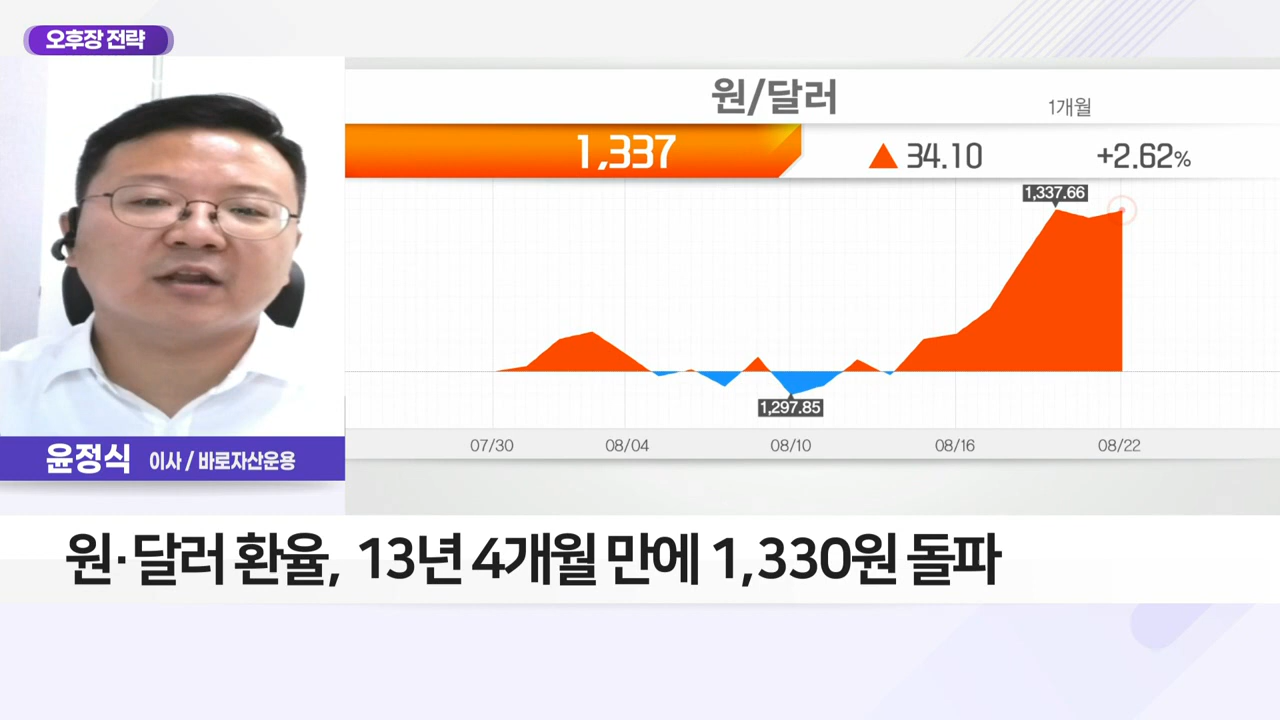 오후장 전략
원/달러
1개월
1,337
▲ 34.10
+2.62%
1,337.66
1,297.85
07/30
08/04
08/10
08/16
08/22
윤정식 이사 / 바로자산운용
원·달러 환율, 13년 4개월 만에 1,330원 돌파